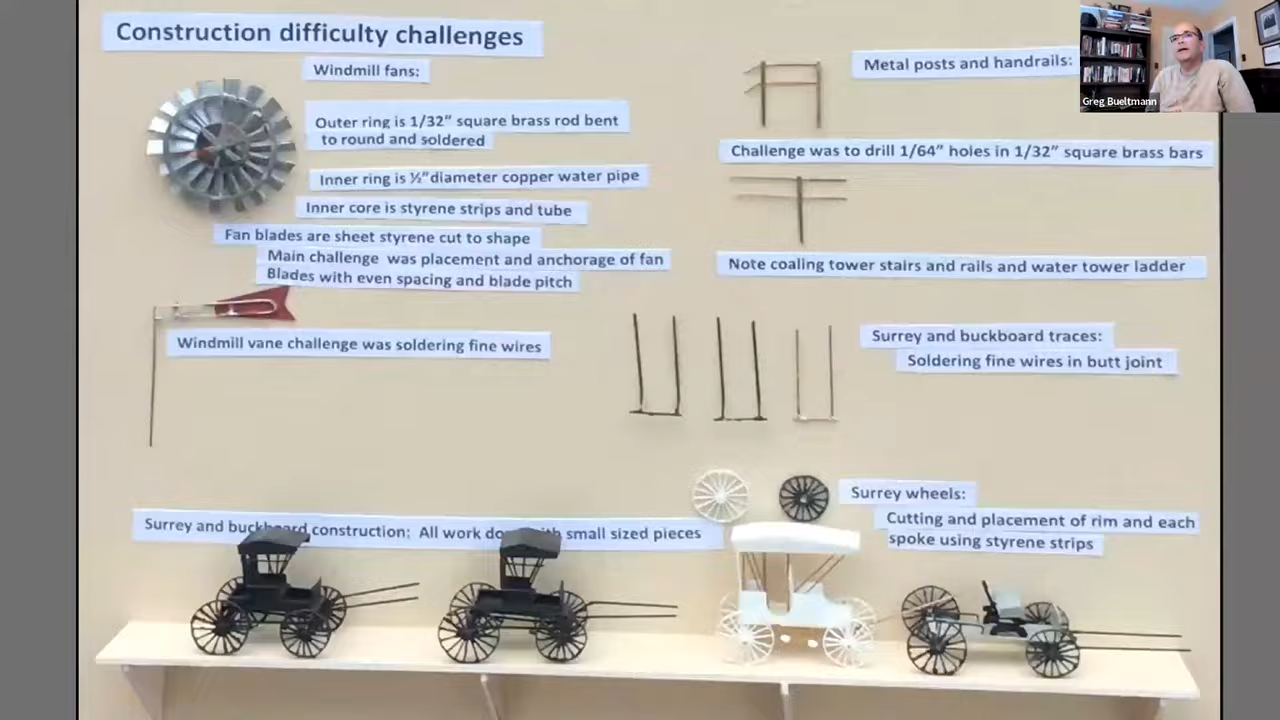 Construction difficulty challenges
Windmill fans:
Outer ring is 1/32" square brass rod bent
to round and soldered
Inner ring is ½"diameter copper water pipe
Inner core is styrene strips and tube
Fan blades are sheet styrene cut to shape
Main challenge was placement and anchorage of fan
Blades with even spacing and blade pitch
Windmill vane challenge was soldering fine wires
Metal posts and handrails:
Greg Bueltmann
Challenge was to drill 1/64" holes in 1/32" square brass bars
Note coaling tower stairs and rails and water tower ladder
Surrey and buckboard traces:
Soldering fine wires in butt joint
Surrey wheels:
Cutting and placement of rim and each
spoke using styrene strips
Surrey and buckboard construction: All work done with small sized pieces